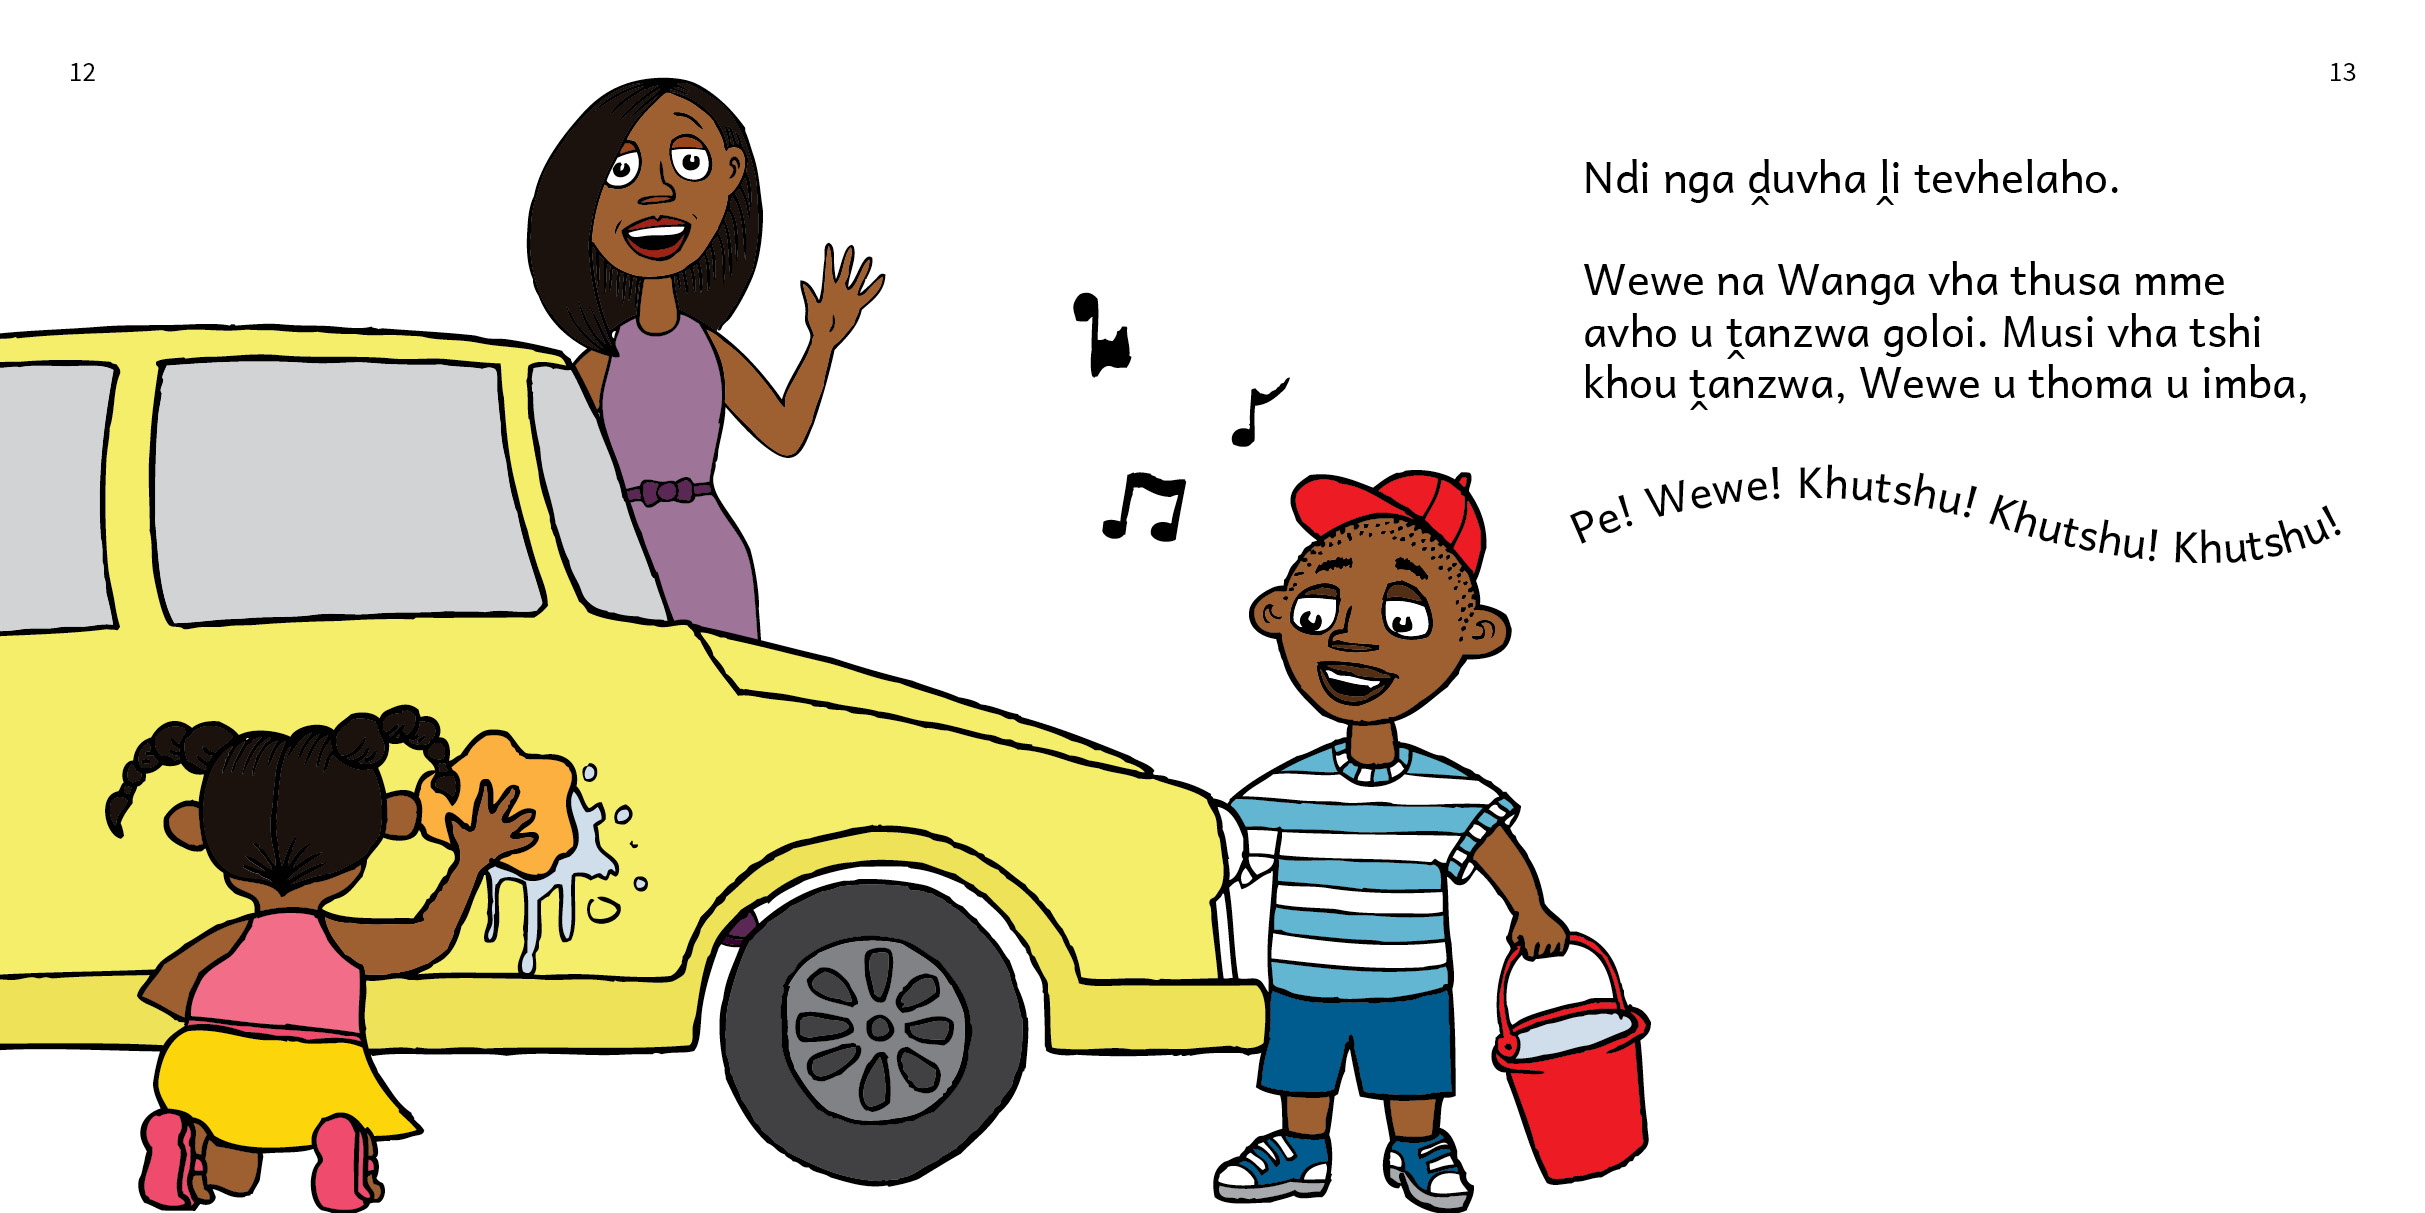 12
13
Ndi nga ḓuvha ḽi tevhelaho.
Wewe na Wanga vha thusa mme
avho u ṱanzwa goloi. Musi vha tshi
khou ṱanzwa, Wewe u thoma u imba,
Pe! Wewe! Khutshu! Khutshu! Khutshu!